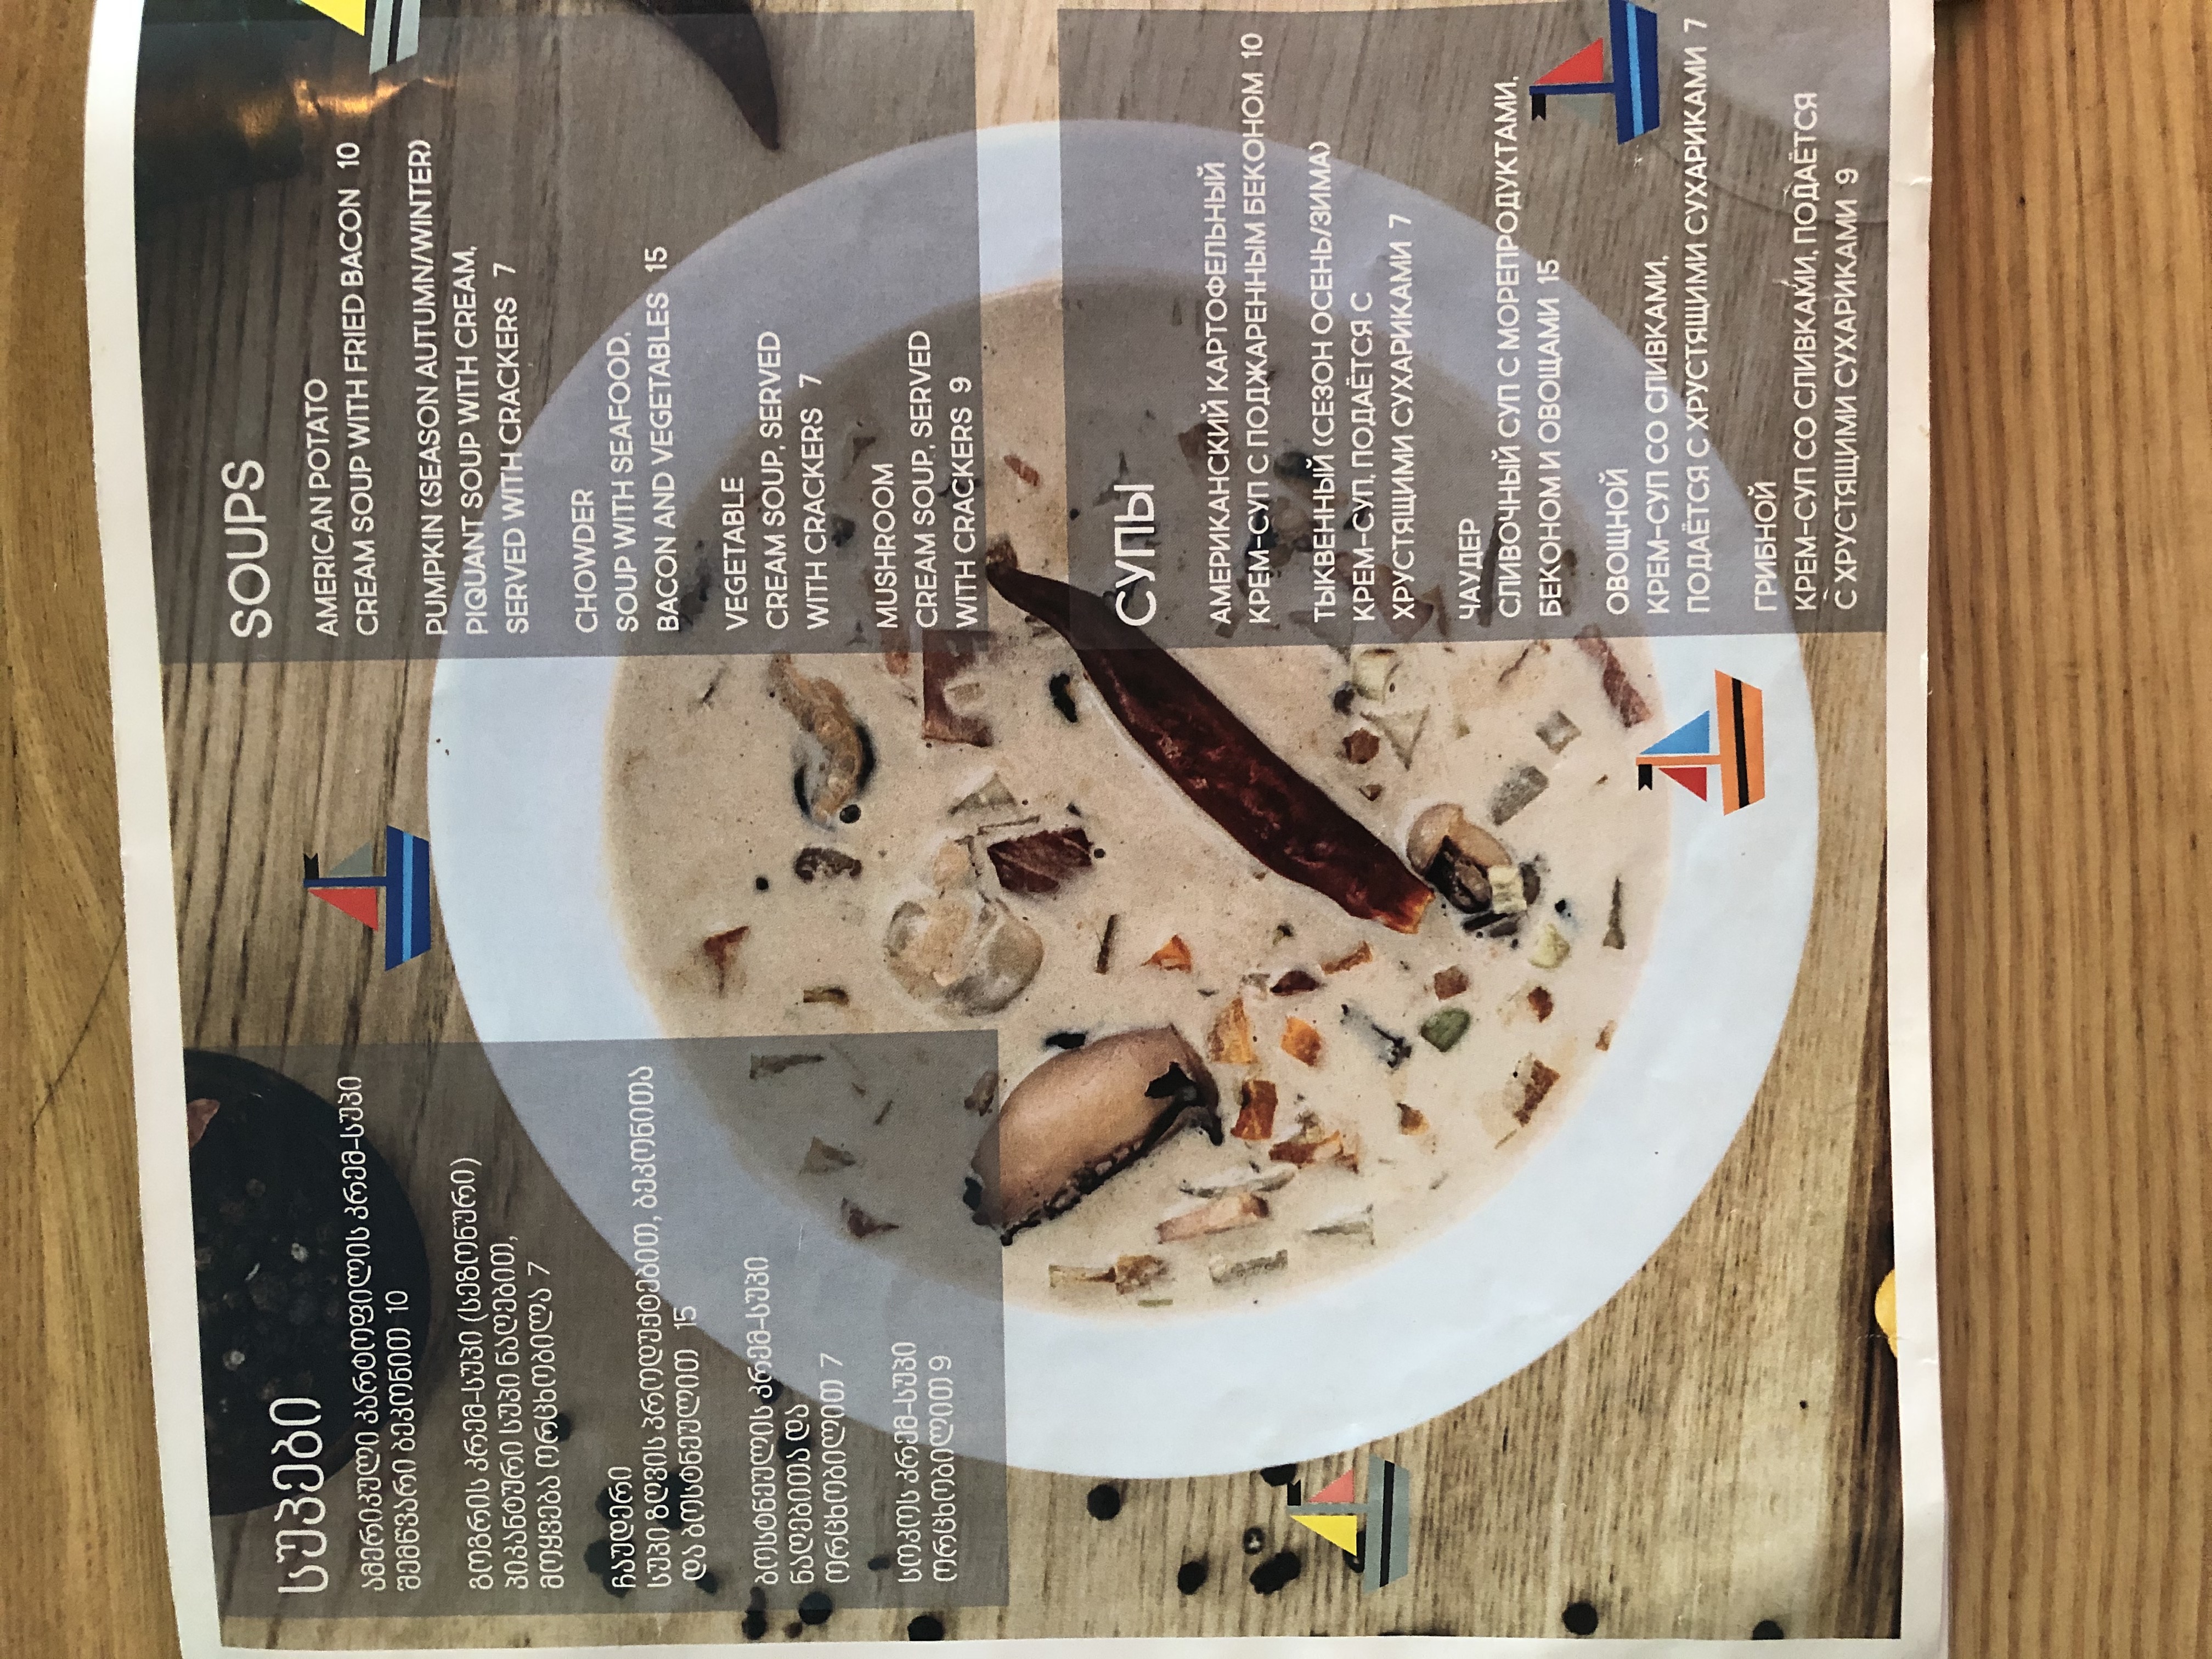 სუპები
ამერიკული კარტოფილის კრემ-სუპი
შემწვარი ბეკონით 10
გოგრის კრემ-სუპი (სეზონური)
პიკანტური სუპი ნაღებით,
მოყვება ორცხობილა 7
ჩაუდერი
სუპი ზღვის პროდუქტებით, ბეკონითა
და ბოსტნეულით 15
ბოსტნეულის კრემ-სუპი
ნაღებითა და
ორცხობილით 7
სოკოს კრემ-სუპი
ორცხობილით 9
SOUPS
AMERICAN POTATO
CREAM SOUP WITH FRIED BACON 10
PUMPKIN (SEASON AUTUMN/WINTER)
PIQUANT SOUP WITH CREAM,
SERVED WITH CRACKERS 7
CHOWDER
SOUP WITH SEAFOOD,
BACON AND VEGETABLES 15
VEGETABLE
CREAM SOUP, SERVED
WITH CRACKERS 7
MUSHROOM
CREAM SOUP, SERVED
WITH CRACKERS 9
СУПЫ
АМЕРИКАНСКИЙ КАРТОФЕЛЬНЫЙ
КРЕМ-СУП С ПОДЖАРЕННЫМ БЕКОНОМ 10
ТЫКВЕННЫЙ (СЕЗОН ОСЕНЬ/ЗИМА)
КРЕМ-СУП, ПОДАЁТСЯ С
ХРУСТЯЩИМИ СУХАРИКАМИ 7
ЧАУДЕР
СЛИВОЧНЫЙ СУП С МОРЕПРОДУКТАМИ,
БЕКОНОМ И ОВОЩАМИ 15
ОВОЩНОЙ
КРЕМ-СУП СО СЛИВКАМИ,
ПОДАЁТСЯ С ХРУСТЯЩИМИ СУХАРИКАМИ 7
ГРИБНОЙ
КРЕМ-СУП СО СЛИВКАМИ, ПОДАЁТСЯ
С ХРУСТЯЩИМИ СУХАРИКАМИ 9